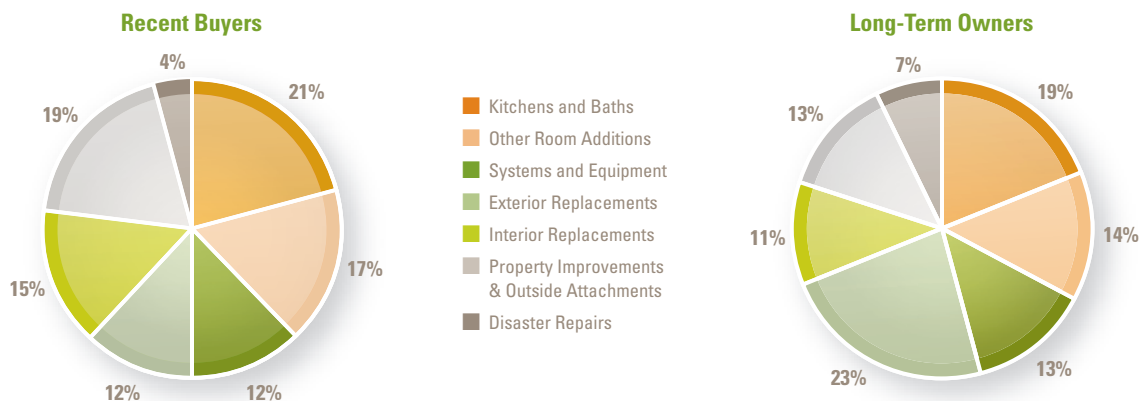 Recent Buyers
4%
21%
17%
12%
12%
15%
19%
Kitchens and Baths
Other Room Additions
Systems and Equipment
Exterior Replacements
Interior Replacements
Property Improvements
& Outside Attachments
Disaster Repairs
Long-Term Owners
7%
19%
14%
13%
23%
11%
13%